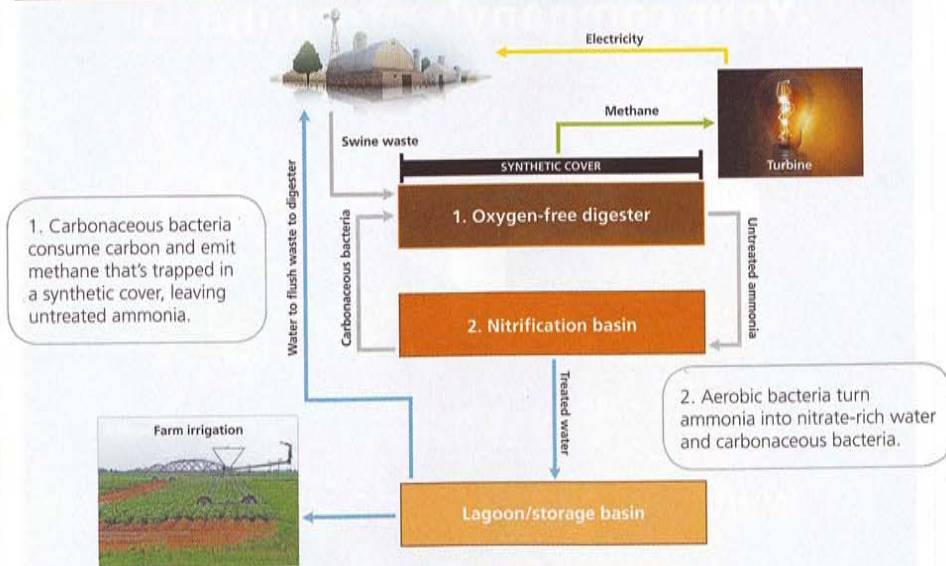 Electricity
Methane
Turbine
Swine waste
SYNTHETIC COVER
1. Oxygen-free digester
Water to flush waste to digester
Carbonaceous bacteria
Untreated ammonia
1. Carbonaceous bacteria
consume carbon and emit
methane that's trapped in
a synthetic cover, leaving
untreated ammonia.
2. Nitrification basin
Treated water
2. Aerobic bacteria turn
ammonia into nitrate-rich water
and carbonaceous bacteria.
Farm irrigation
Lagoon/storage basin